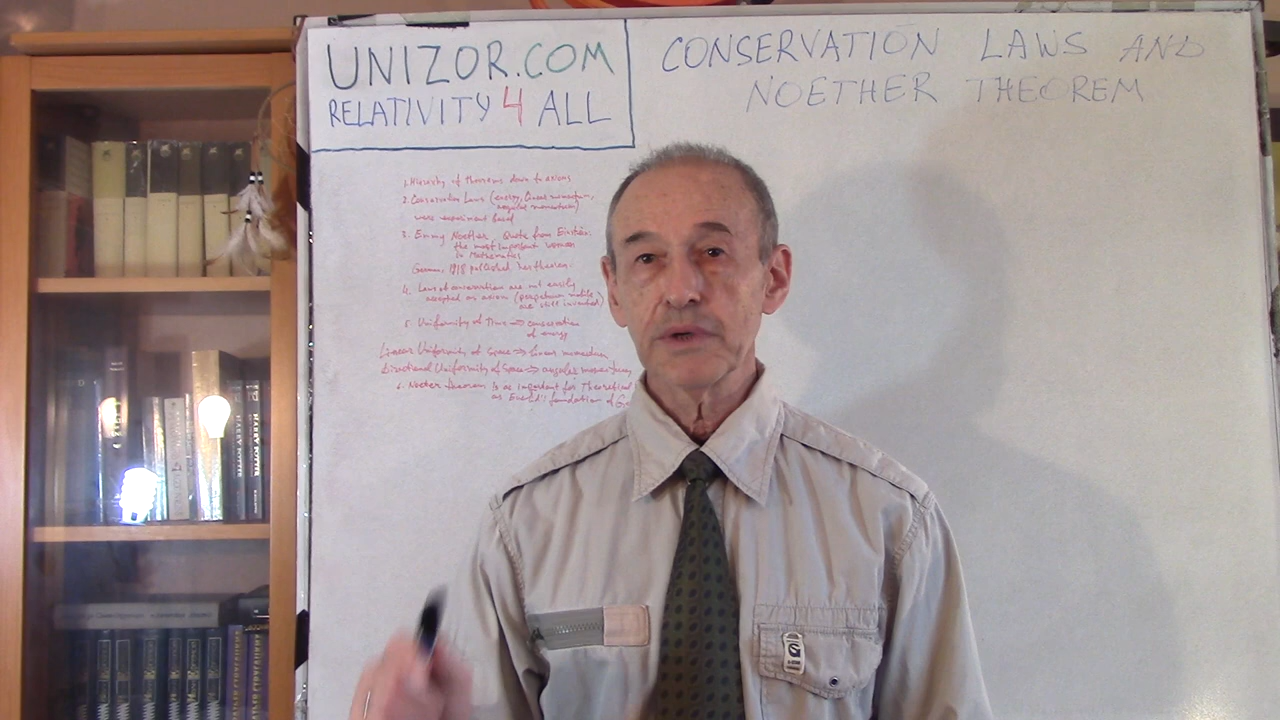 UNIZOR.COM
RELATIVITY 4 ALL
CONSERVATION LAWS AND
NOETHER THEOREM
1. Hierarchy of theorems down to axioms
2. Conservation Laws (energy, linear momentum,
angular momentum)
were experiment based
3. Emmy Noether, Quote from Einstein:
the most important woman
in Mathematics
German, 1918 published her theorem.
4. Laws of conservation are not easily
accepted as axiom (perpetuum mobile
are still invented)
5. Uniformity of Time ⇒ conservation
of energy
Linear Uniformity of Space ⇒ linear momentum
Directional Uniformity of Space ⇒ angular momentum
6. Noether theorem is as important for Theoretical
as Euclid's foundation of
HARRY POTTER
HARRY POTTER